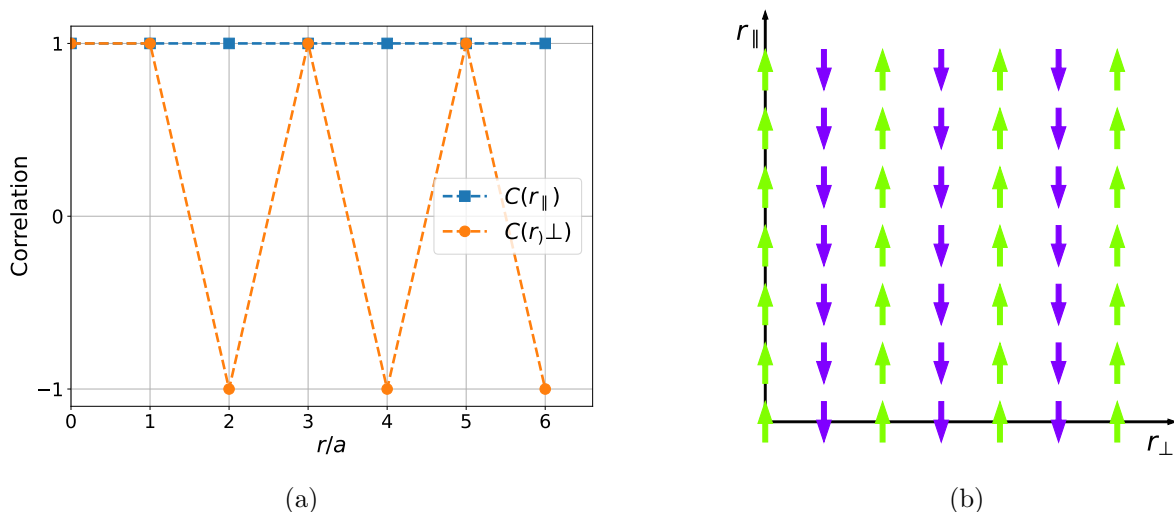 1
0
−1
0 1 2 3 4 5 6
Correlation
r/a
C(r∥)
C(r)⊥)
(a)
r∥
r⊥
(b)